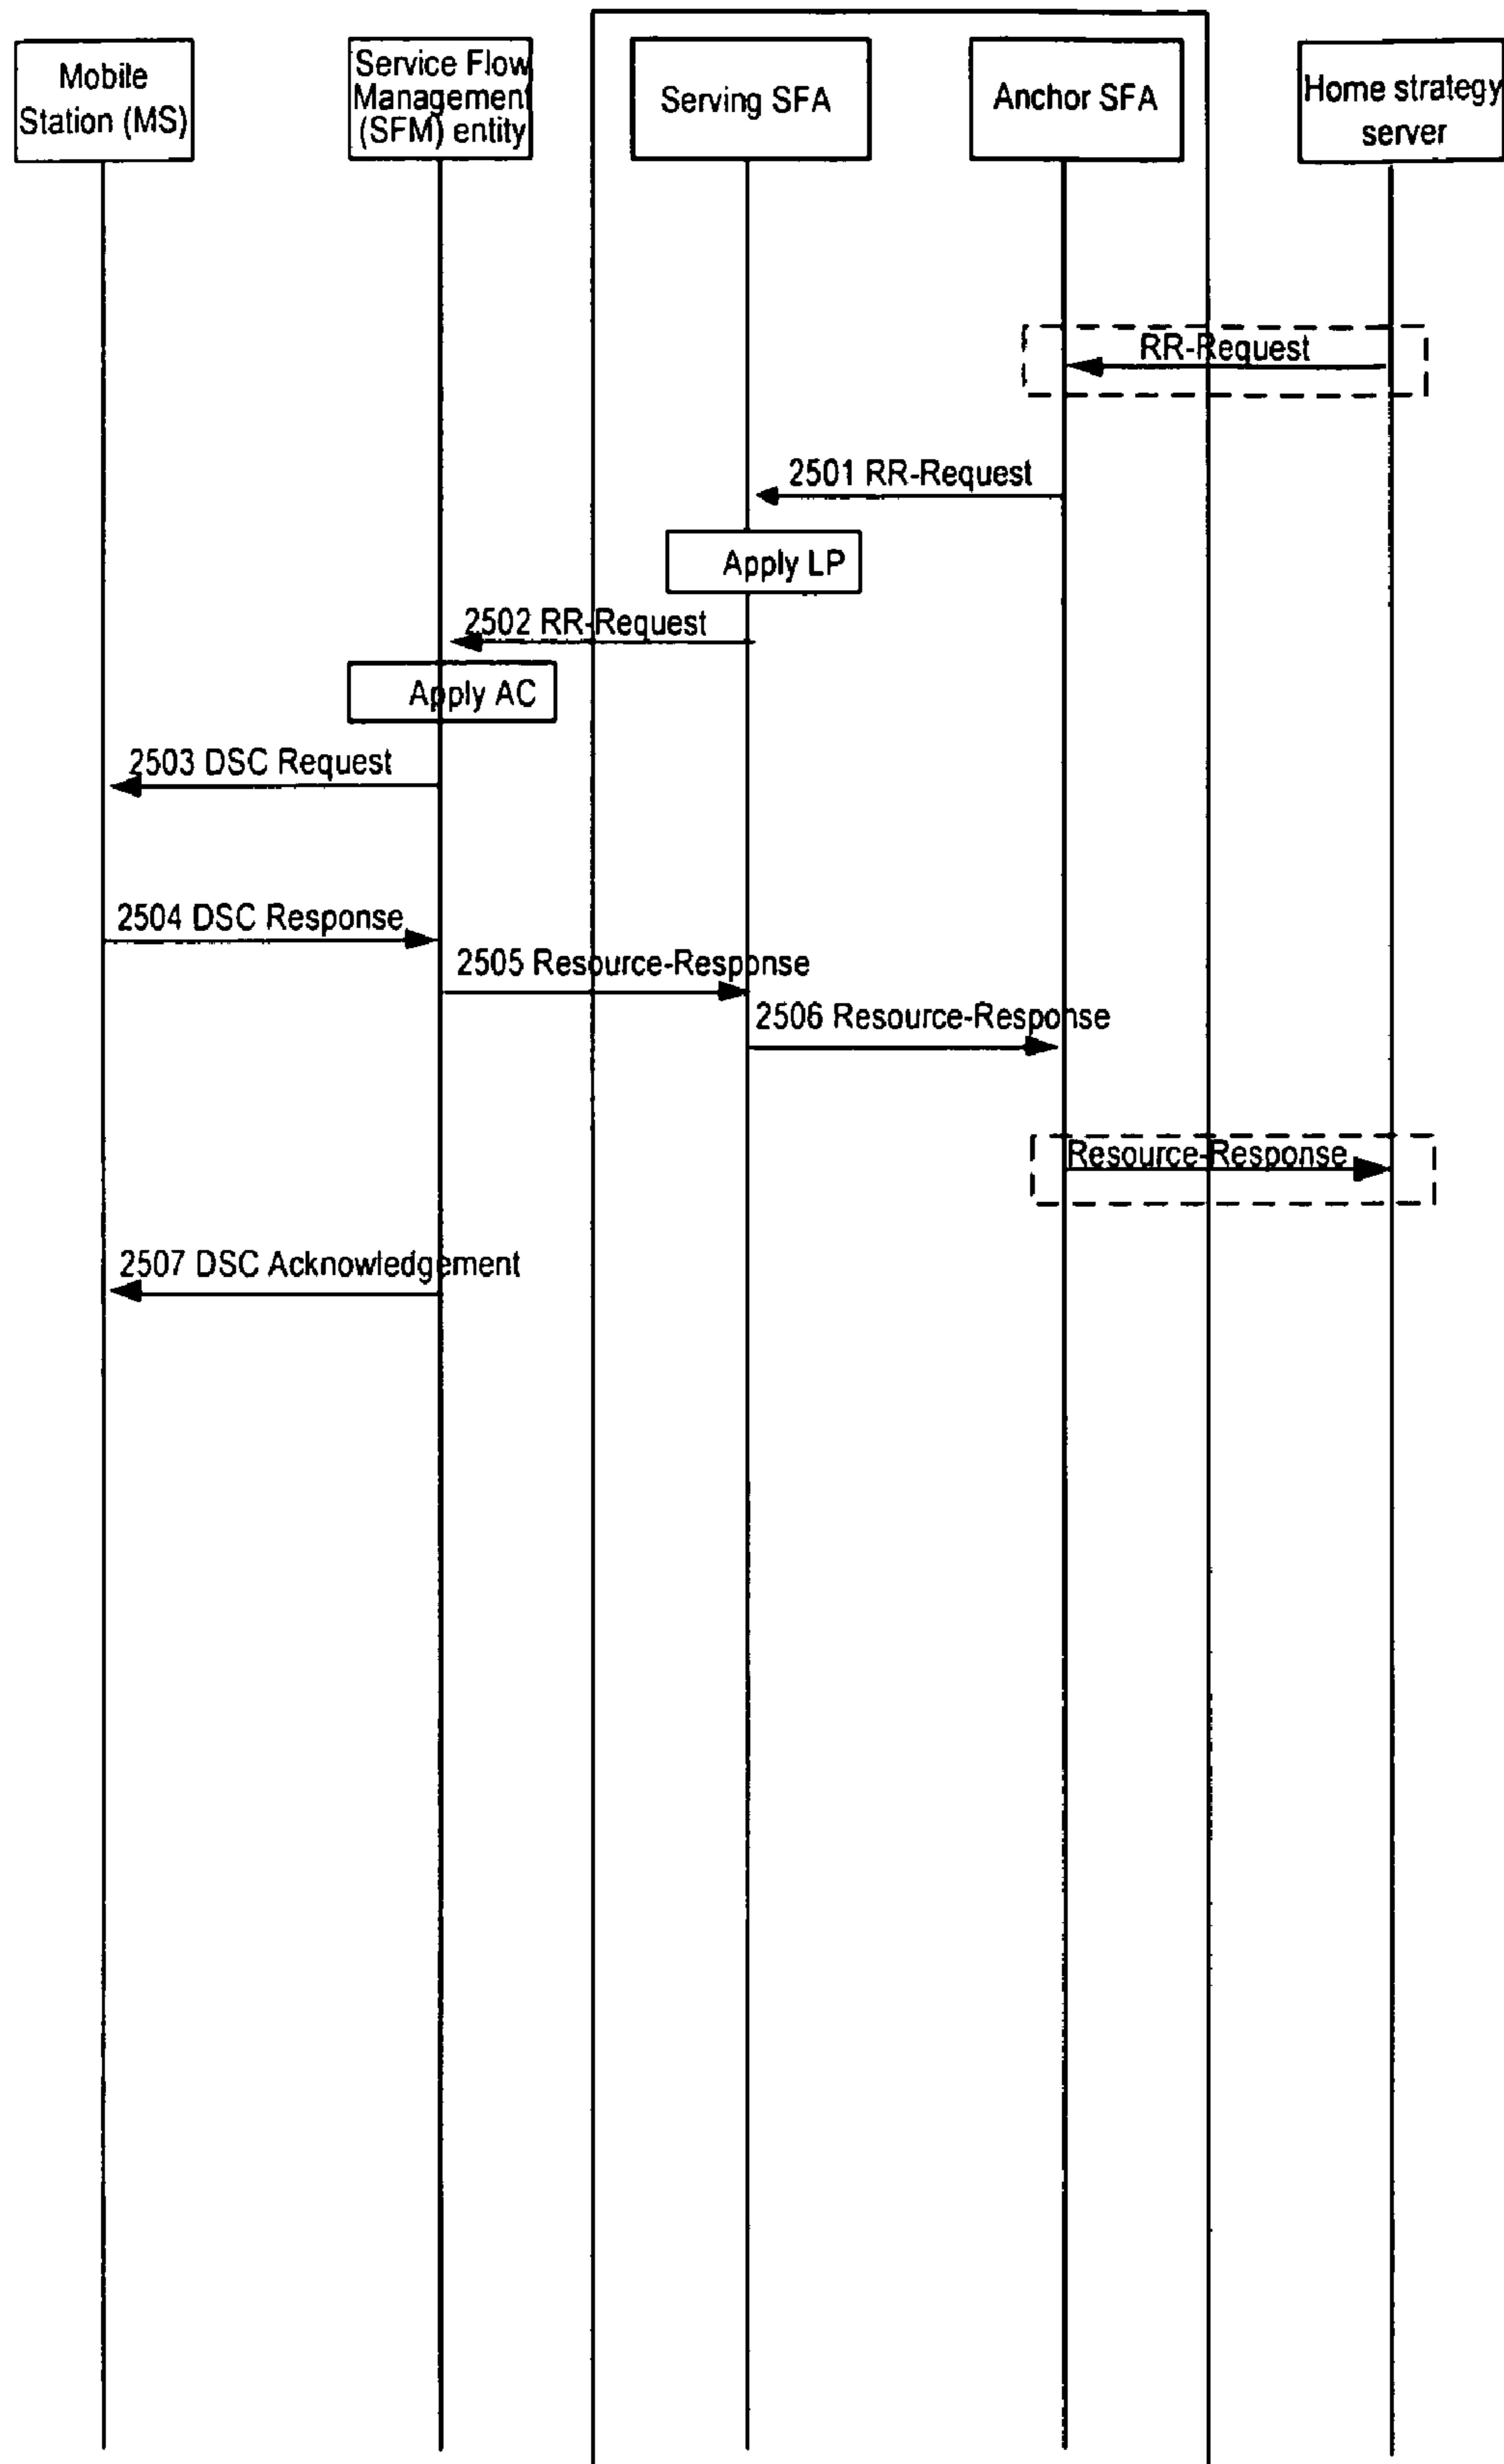 Mobile
Station (MS)
Service Flow
Management
(SFM) entity
Serving SFA
Anchor SFA
Home strategy
server
RR-Request
2501 RR-Request
Apply LP
2502 RR-Request
Apply AC
2503 DSC Request
2504 DSC Response
2505 Resource-Response
2506 Resource-Response
Resource-Response
2507 DSC Acknowledgement